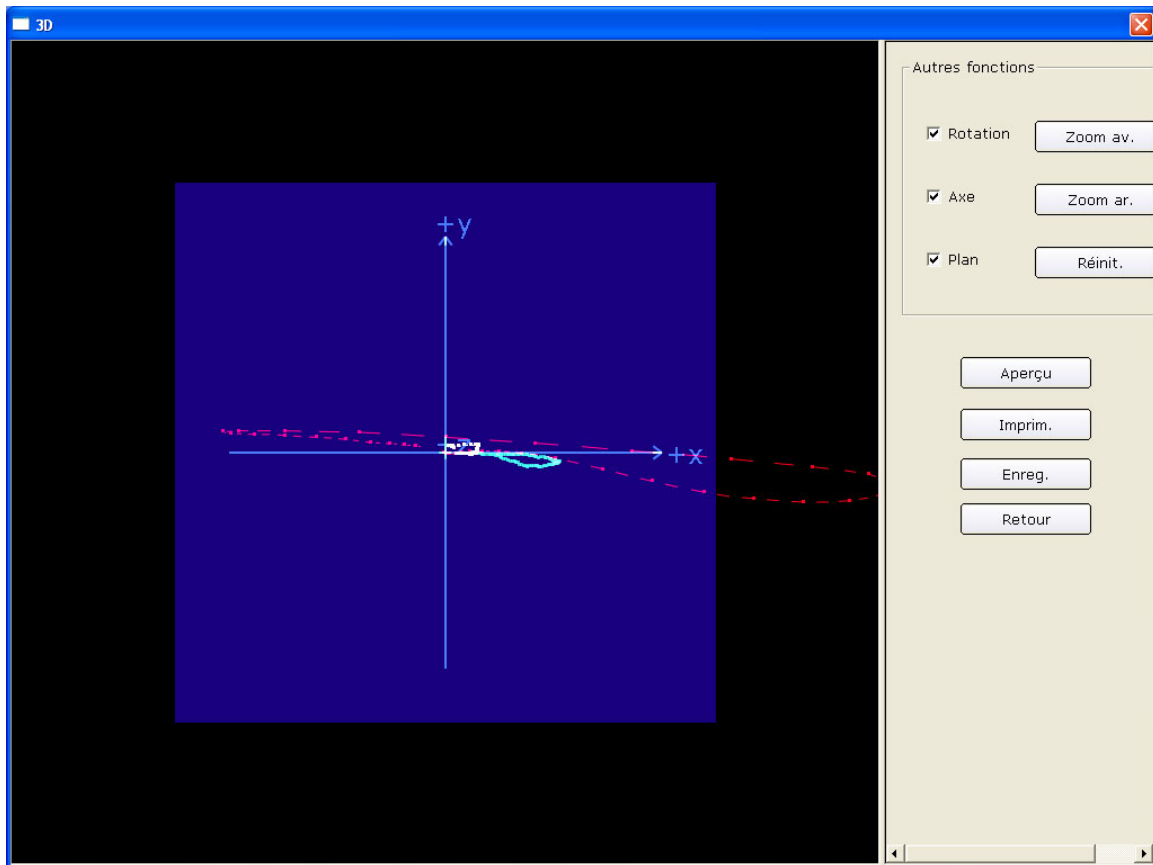 3D
Autres fonctions
Rotation
Zoom av.
Axe
Zoom ar.
Plan
Réinit.
Aperçu
Imprim.
Enreg.
Retour
+y
+x